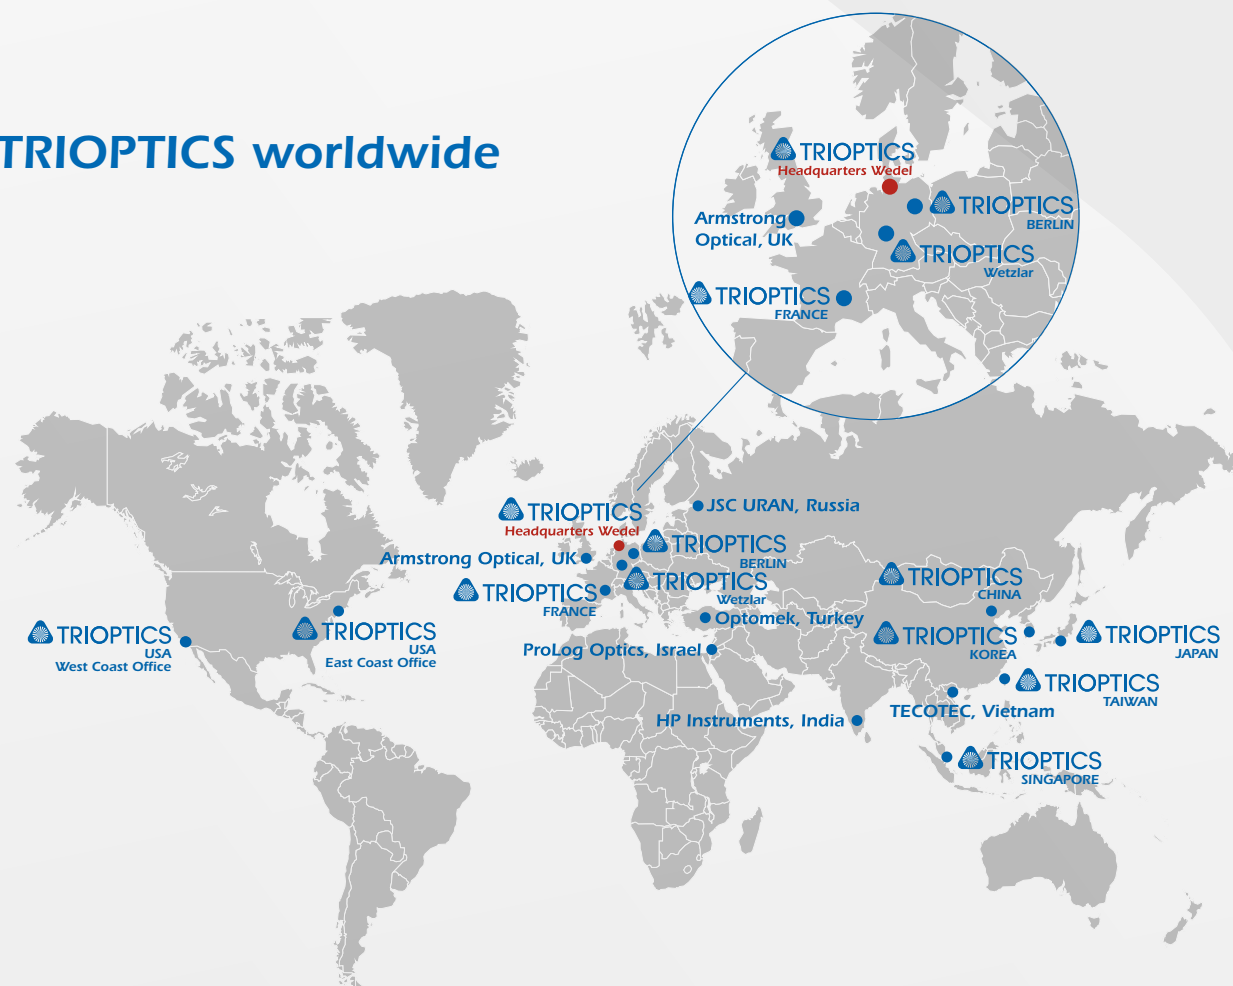 TRIOPTICS worldwide
TRIOPTICS
Headquarters Wedel
Armstrong
Optical, UK
TRIOPTICS
BERLIN
TRIOPTICS
Wetzlar
TRIOPTICS
FRANCE
TRIOPTICS
Headquarters Wedel
JSC URAN, Russia
Armstrong Optical, UK
TRIOPTICS
BERLIN
TRIOPTICS
Wetzlar
TRIOPTICS
FRANCE
Optomek, Turkey
ProLog Optics, Israel
TRIOPTICS
USA
West Coast Office
TRIOPTICS
USA
East Coast Office
TRIOPTICS
CHINA
TRIOPTICS
KOREA
TRIOPTICS
JAPAN
TRIOPTICS
TAIWAN
TECOTEC, Vietnam
HP Instruments, India
TRIOPTICS
SINGAPORE